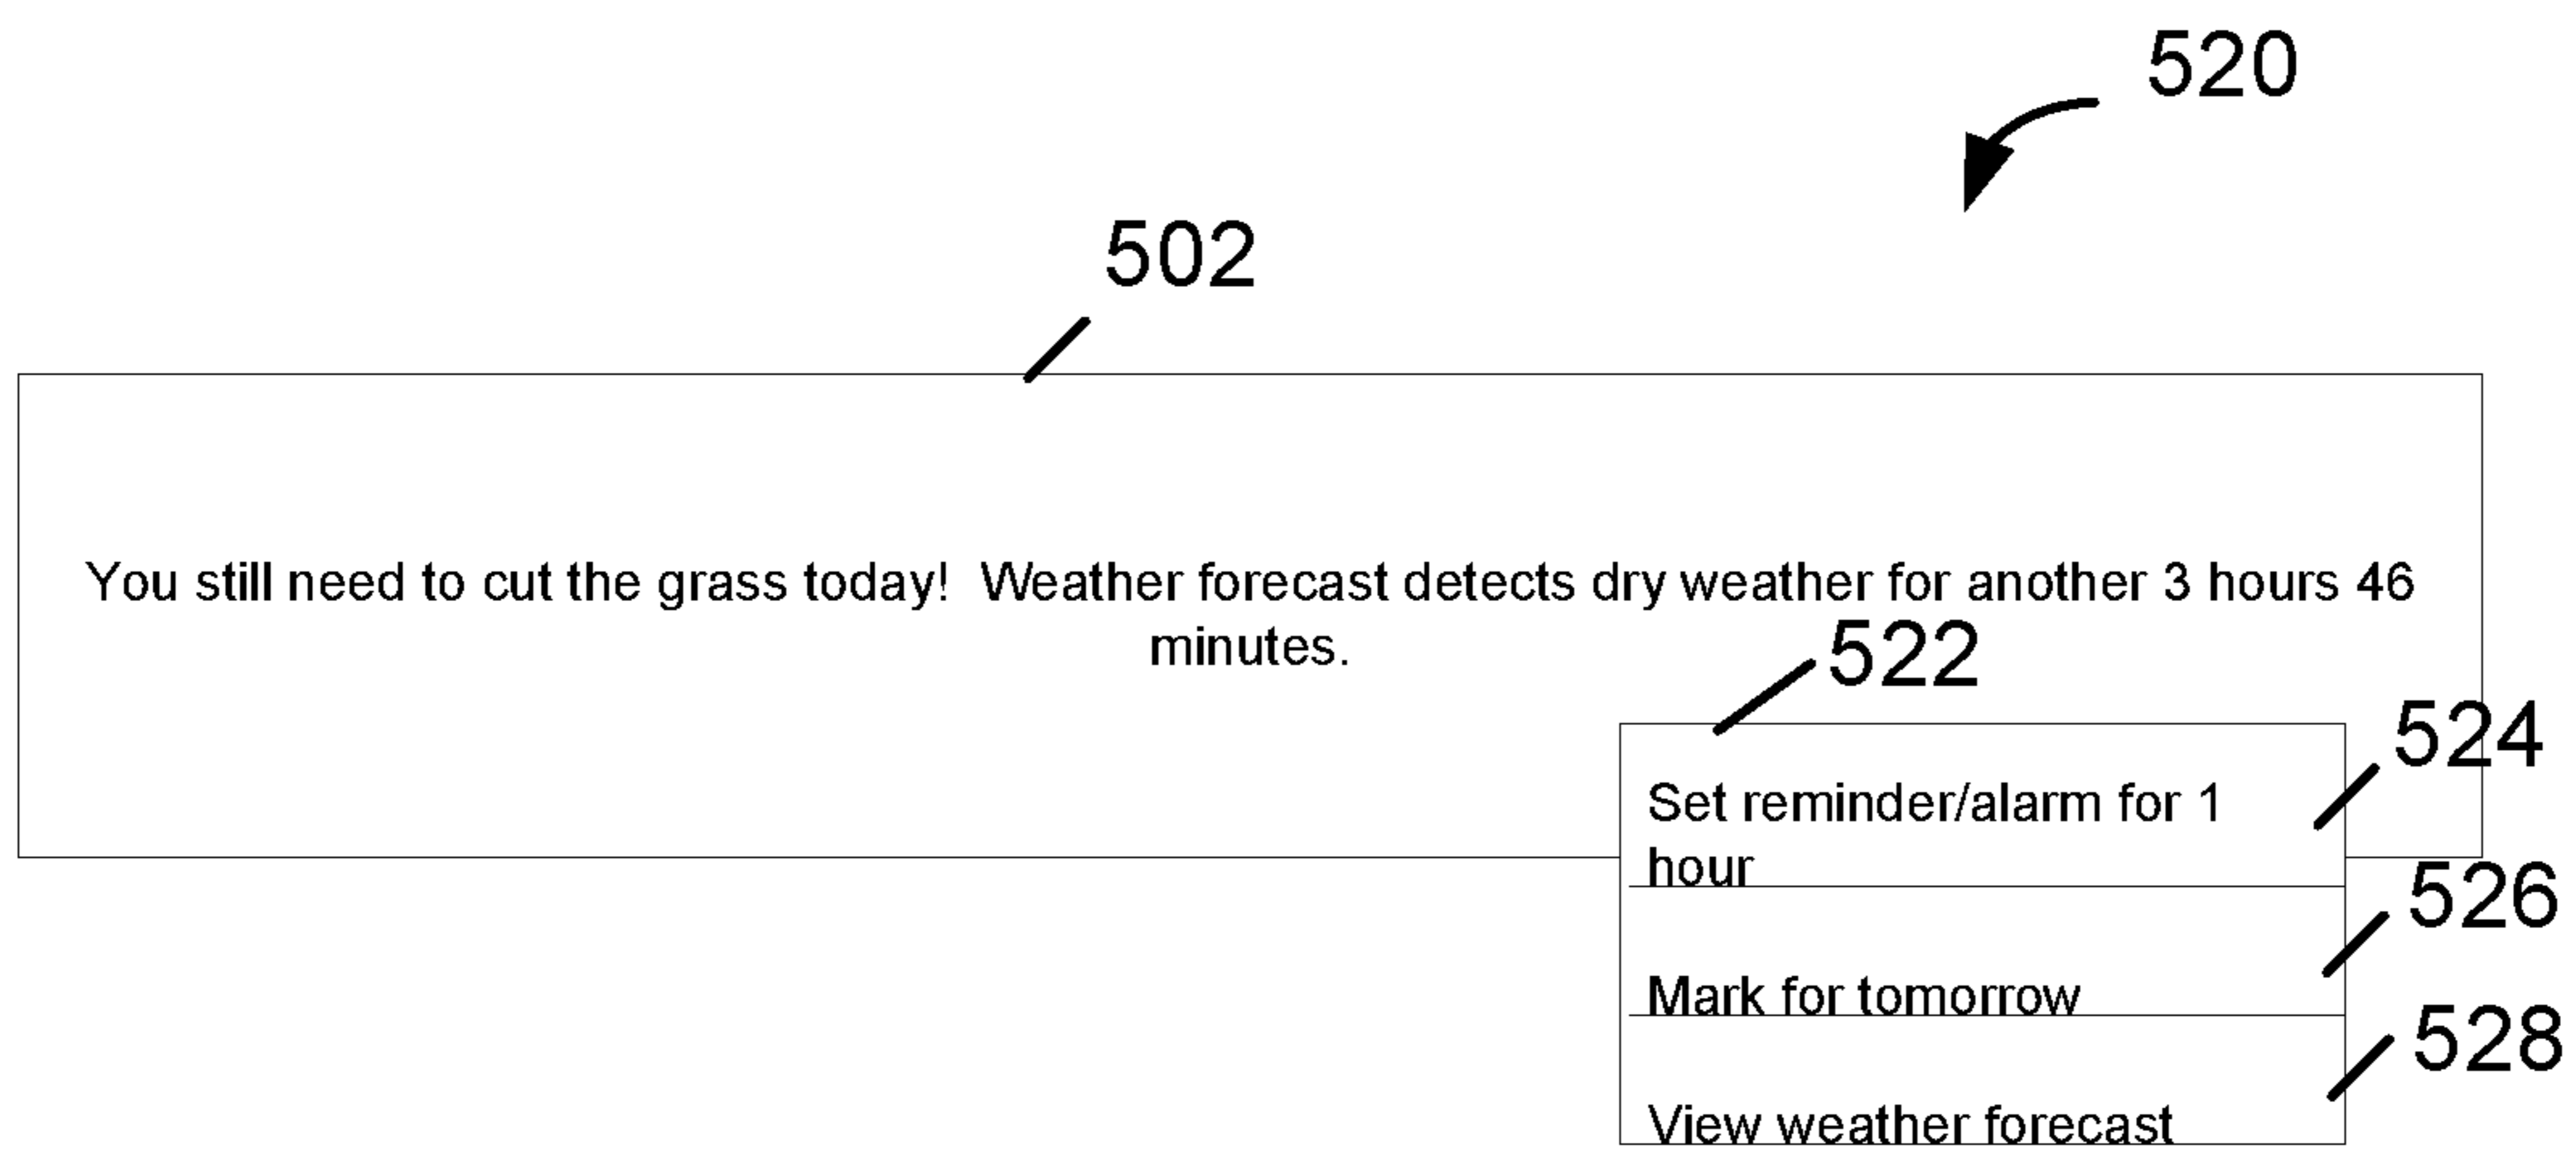 520
502
You still need to cut the grass today!  Weather forecast detects dry weather for another 3 hours 46
minutes.
522
524
Set reminder/alarm for 1
hour
526
Mark for tomorrow
528
View weather forecast